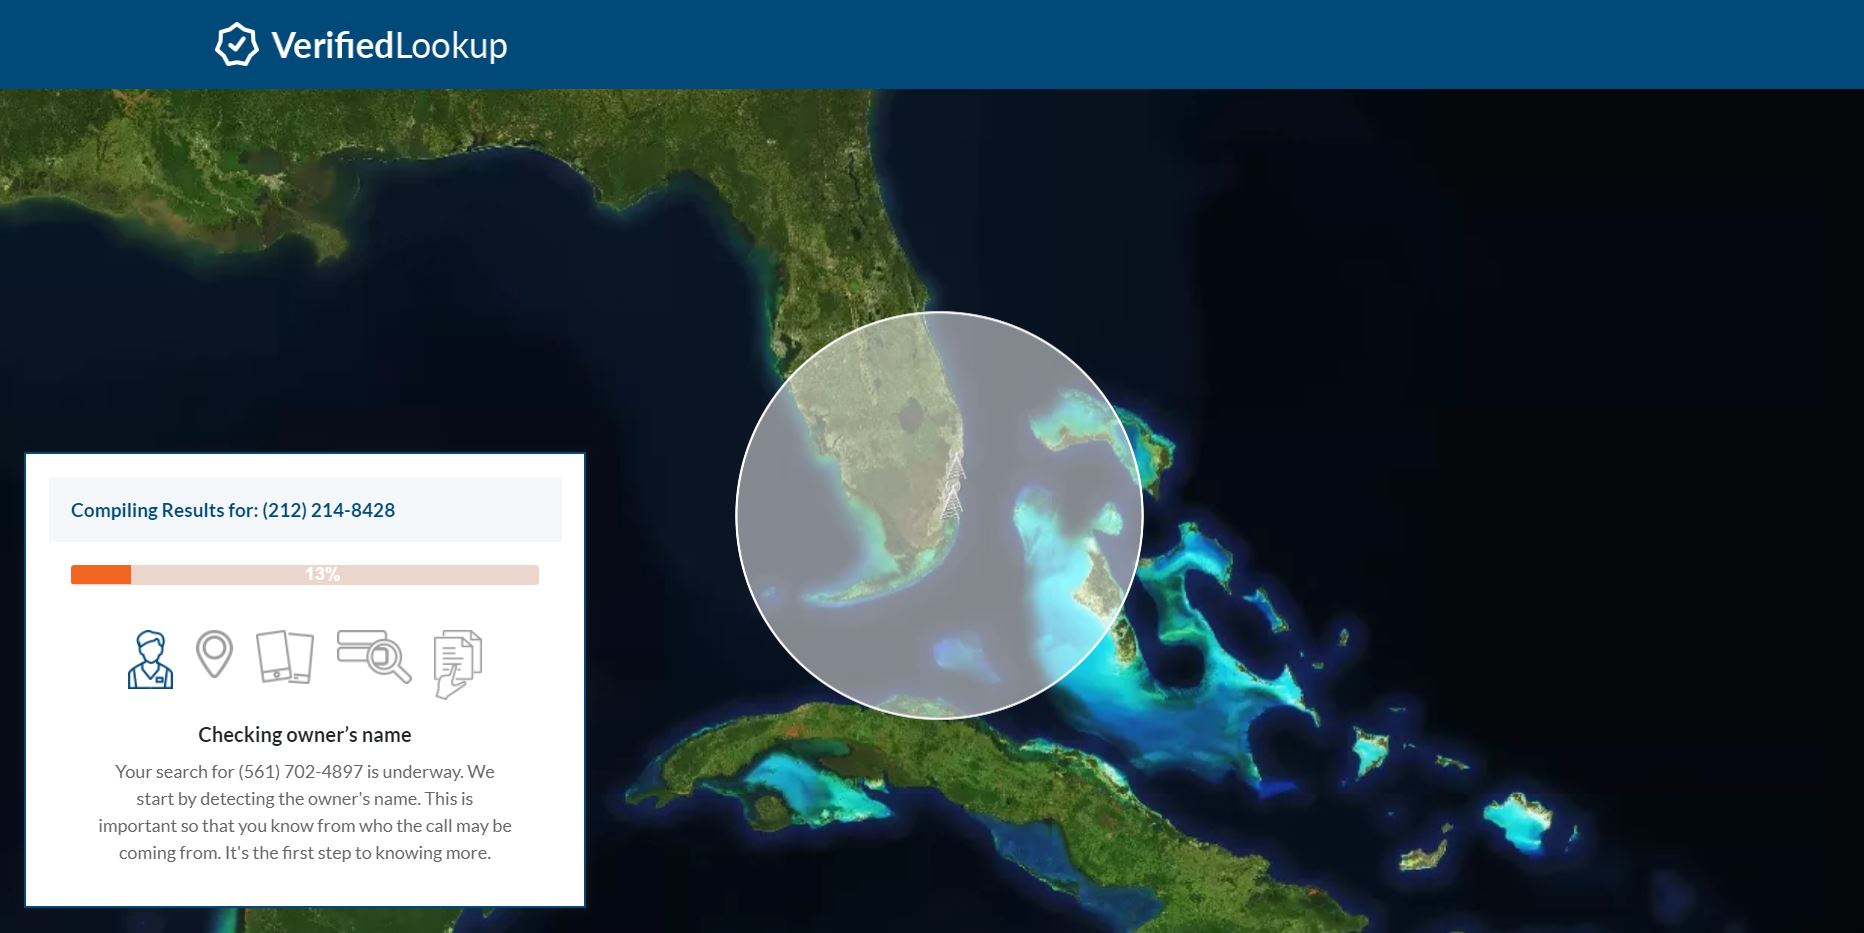 VerifiedLookup
Compiling Results for: (212) 214-8428
13%
Checking owner’s name
Your search for (561) 702-4897 is underway. We
start by detecting the owner's name. This is
important so that you know from who the call may be
coming from. It's the first step to knowing more.